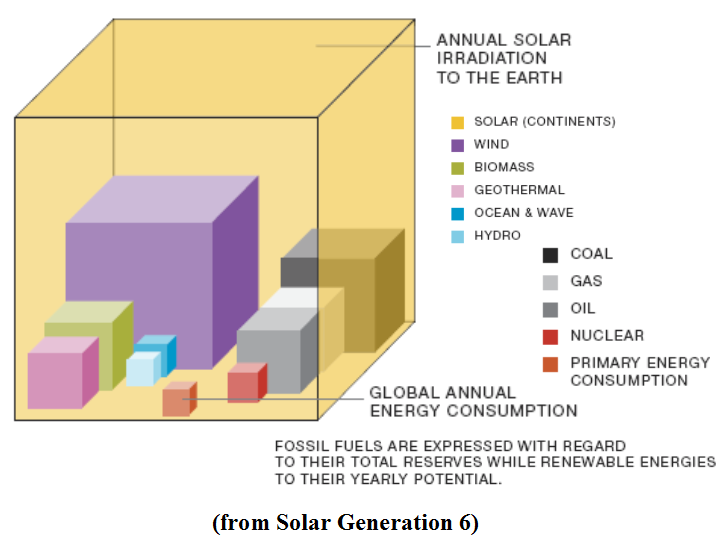 ANNUAL SOLAR
IRRADIATION
TO THE EARTH
SOLAR (CONTINENTS)
WIND
BIOMASS
GEOTHERMAL
OCEAN & WAVE
HYDRO
COAL
GAS
OIL
NUCLEAR
PRIMARY ENERGY
CONSUMPTION
GLOBAL ANNUAL
ENERGY CONSUMPTION
FOSSIL FUELS ARE EXPRESSED WITH REGARD
TO THEIR TOTAL RESERVES WHILE RENEWABLE ENERGIES
TO THEIR YEARLY POTENTIAL.
(from Solar Generation 6)